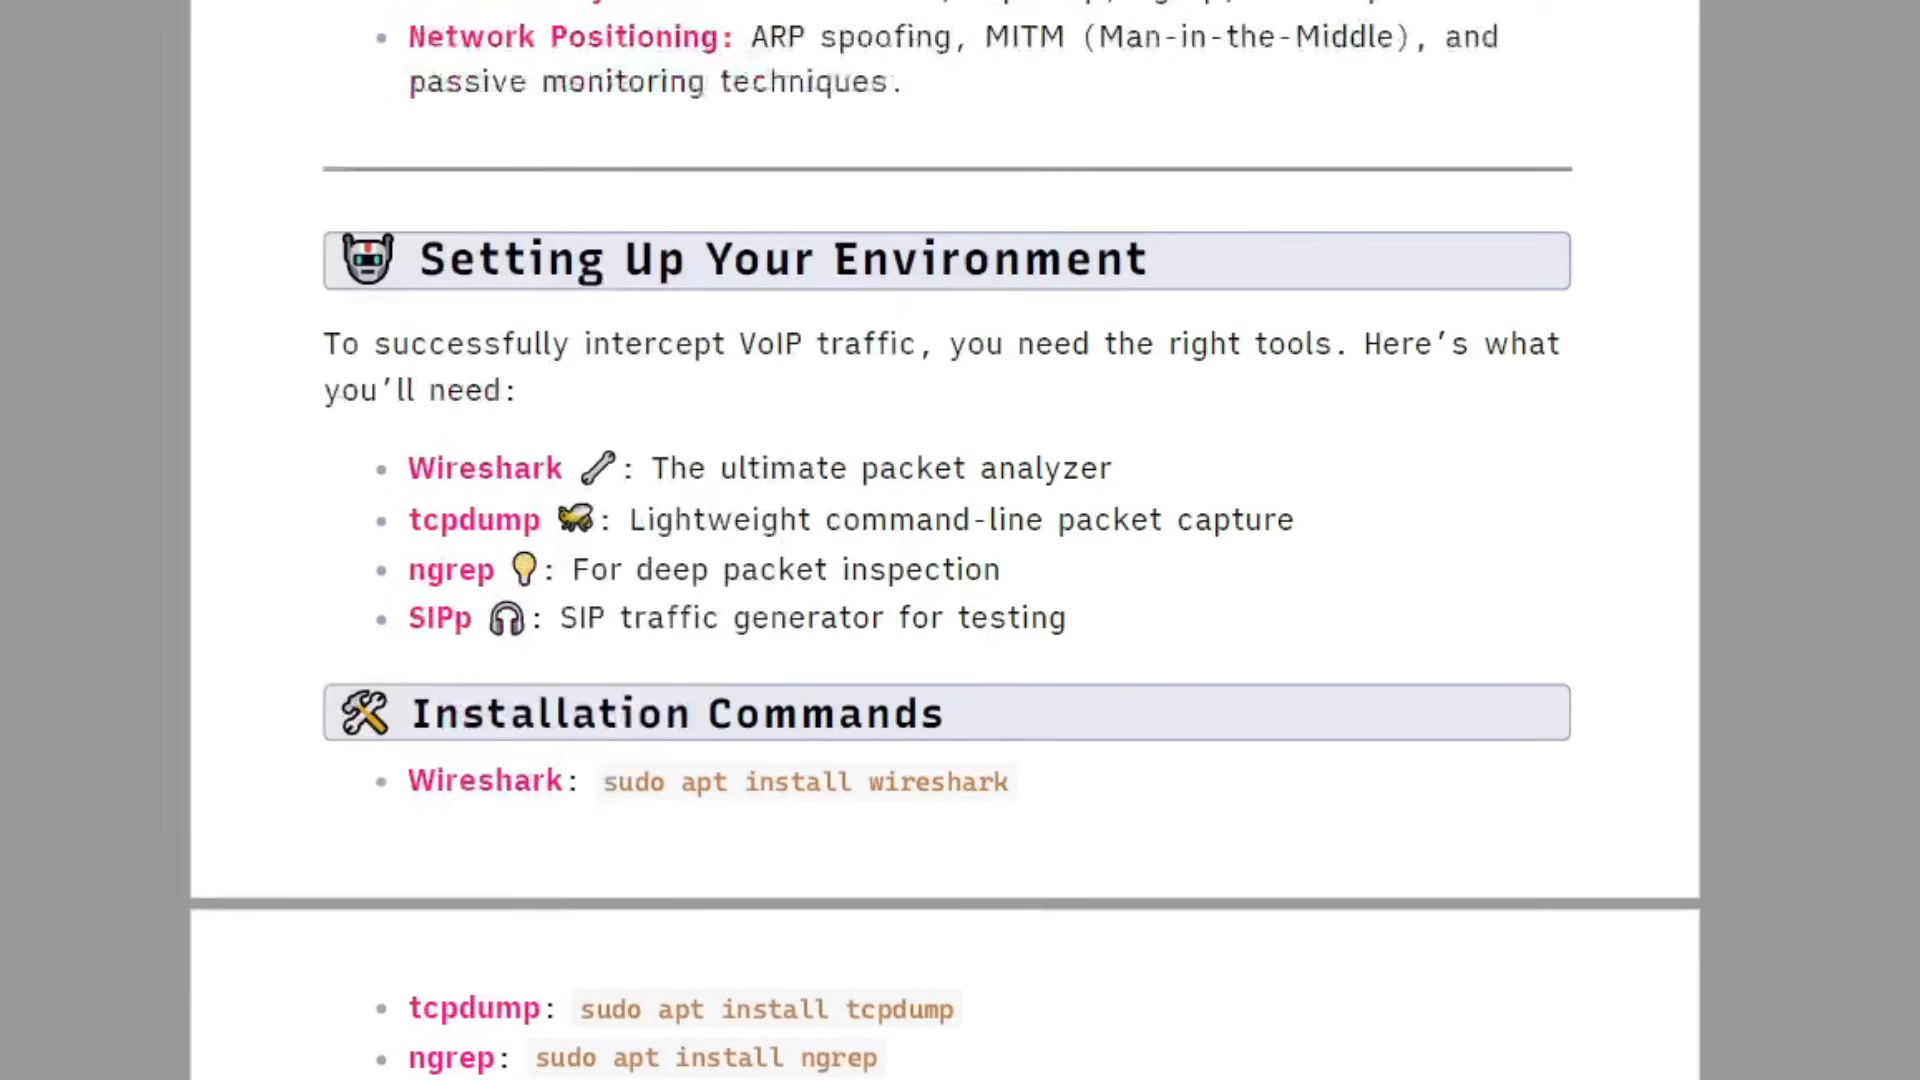 Network Positioning: ARP spoofing, MITM (Man-in-the-Middle), and
passive monitoring techniques.
Setting Up Your Environment
To successfully intercept VoIP traffic, you need the right tools. Here’s what
you’ll need:
Wireshark : The ultimate packet analyzer
tcpdump : Lightweight command-line packet capture
ngrep : For deep packet inspection
SIPp : SIP traffic generator for testing
Installation Commands
Wireshark: sudo apt install wireshark
tcpdump: sudo apt install tcpdump
ngrep: sudo apt install ngrep